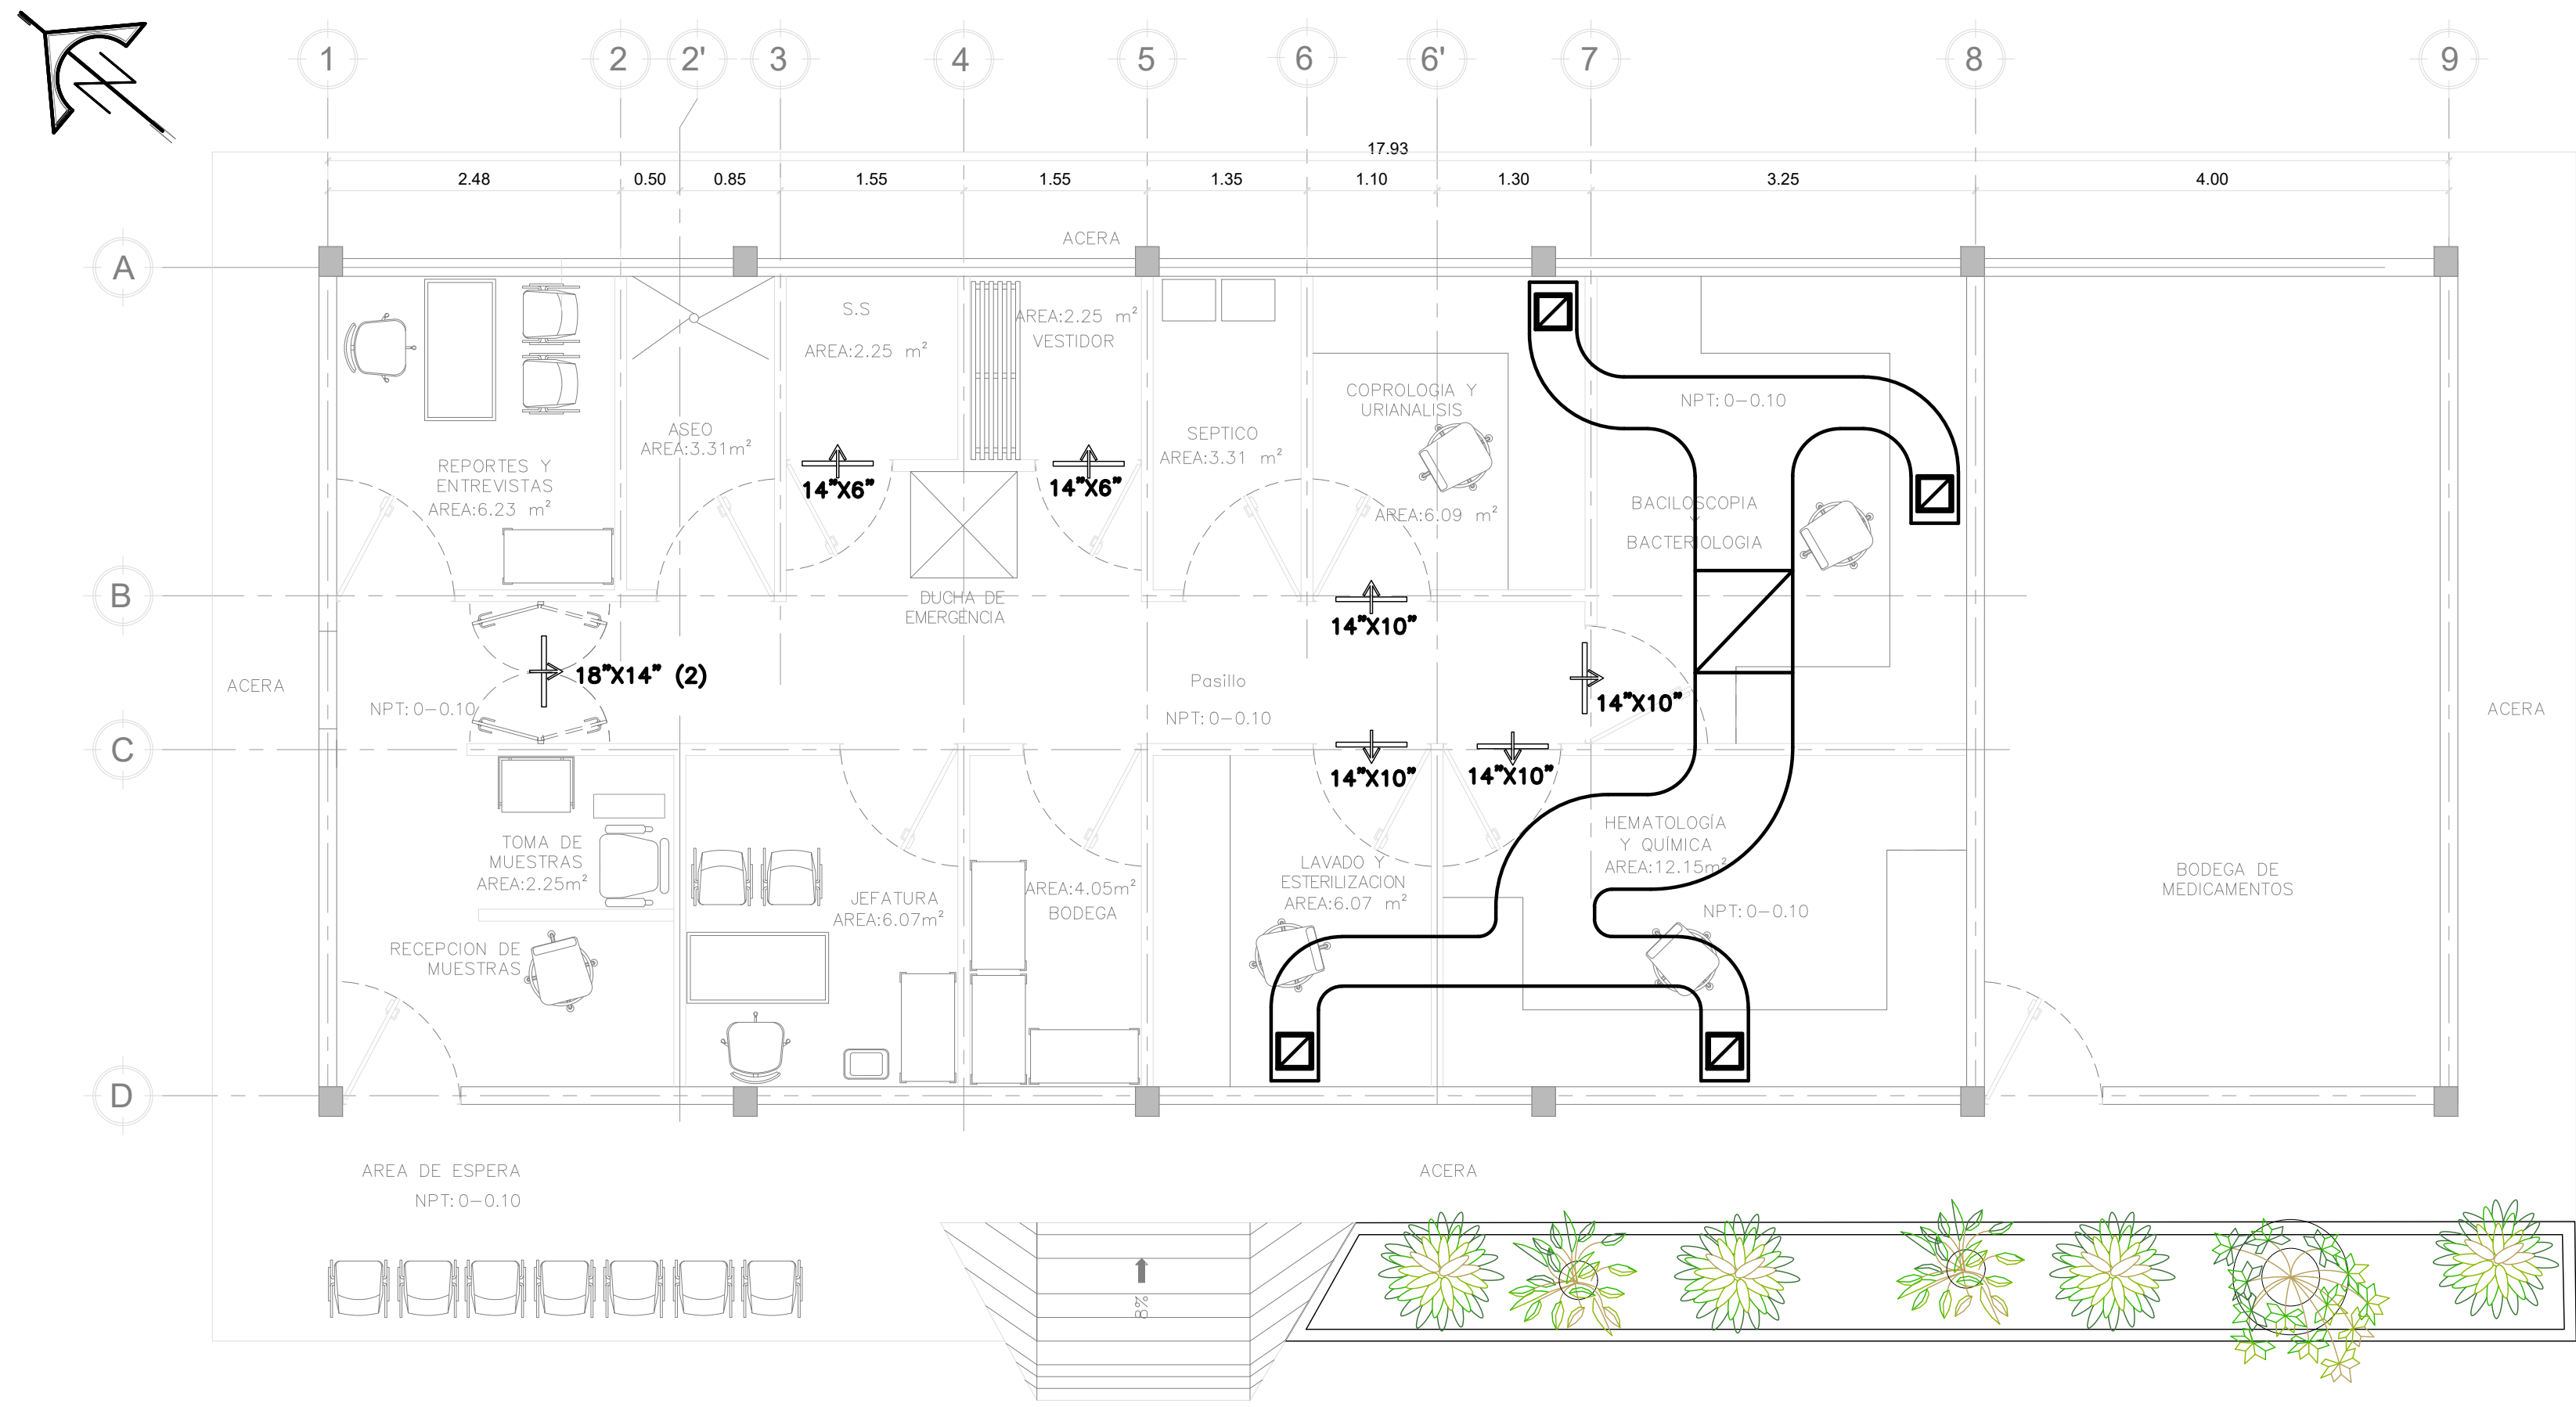 1 2 2' 3 4 5 6 6' 7 8 9
17.93
2.48 0.50 0.85 1.55 1.55 1.35 1.10 1.30 3.25 4.00
ACERA
A
B
C
D
REPORTES Y
ENTREVISTAS
AREA:6.23 m²
ASEO
AREA:3.31m²
S.S
AREA:2.25 m²
AREA:2.25 m²
VESTIDOR
SEPTICO
AREA:3.31 m²
COPROLOGIA Y
URIANALISIS
AREA:6.09 m²
NPT:0-0.10
BACILOSCOPIA
Y
BACTERIOLOGIA
14"X6"
14"X6"
DUCHA DE
EMERGENCIA
14"X10"
18"X14" (2)
ACERA
NPT:0-0.10
Pasillo
NPT:0-0.10
14"X10"
ACERA
14"X10"
14"X10"
TOMA DE
MUESTRAS
AREA:2.25m²
RECEPCION DE
MUESTRAS
JEFATURA
AREA:6.07m²
AREA:4.05m²
BODEGA
LAVADO Y
ESTERILIZACION
AREA:6.07 m²
HEMATOLOGÍA
Y QUÍMICA
AREA:12.15m²
NPT:0-0.10
BODEGA DE
MEDICAMENTOS
AREA DE ESPERA
NPT:0-0.10
ACERA
8%